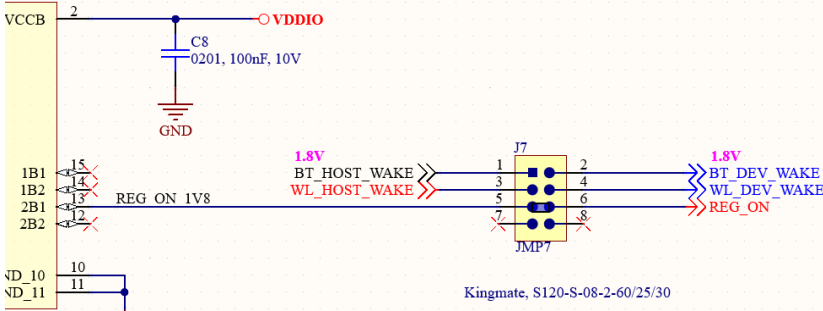 VCCB 2 VDDIO
C8
0201, 100nF, 10V
GND
1.8V J7 1.8V
1B1 15 BT_HOST_WAKE 1 2 BT_DEV_WAKE
1B2 14 WL_HOST_WAKE 3 4 WL_DEV_WAKE
2B1 13 REG_ON_1V8 5 6 REG_ON
2B2 12 7 8
JMP7
ND_10 10
ND_11 11
Kingmate, S120-S-08-2-60/25/30